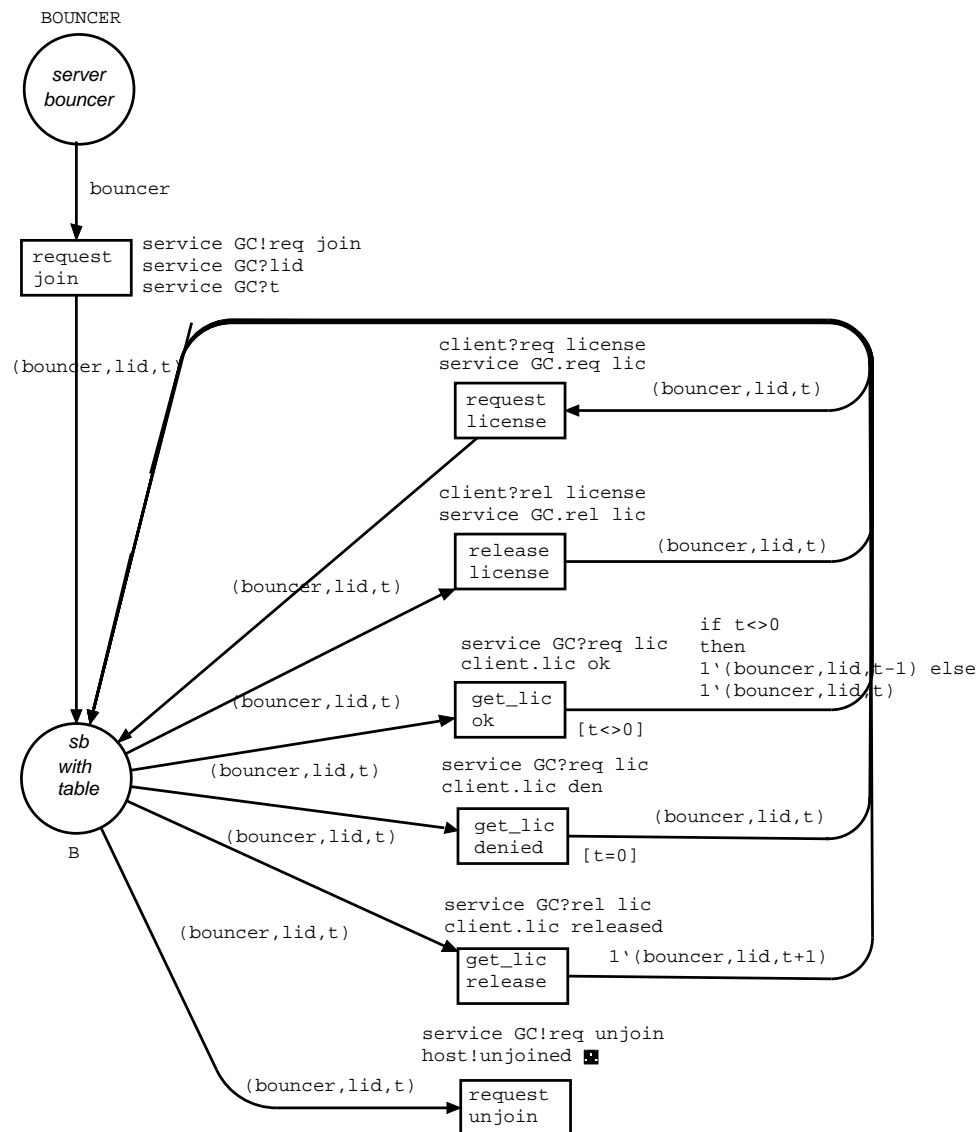 BOUNCER
server
bouncer
bouncer
request
join
service GC!req join
service GC?lid
service GC?t
(bouncer,lid,t)
client?req license
service GC.req lic
request
license
(bouncer,lid,t)
client?rel license
service GC.rel lic
release
license
(bouncer,lid,t)
(bouncer,lid,t)
if t<>0
then
1‘(bouncer,lid,t-1) else
1‘(bouncer,lid,t)
service GC?req lic
client.lic ok
get_lic
ok
[t<>0]
(bouncer,lid,t)
sb
with
table
B
(bouncer,lid,t)
service GC?req lic
client.lic den
get_lic
denied
[t=0]
(bouncer,lid,t)
(bouncer,lid,t)
service GC?rel lic
client.lic released
get_lic
release
1‘(bouncer,lid,t+1)
(bouncer,lid,t)
service GC!req unjoin
host!unjoined
(bouncer,lid,t)
request
unjoin